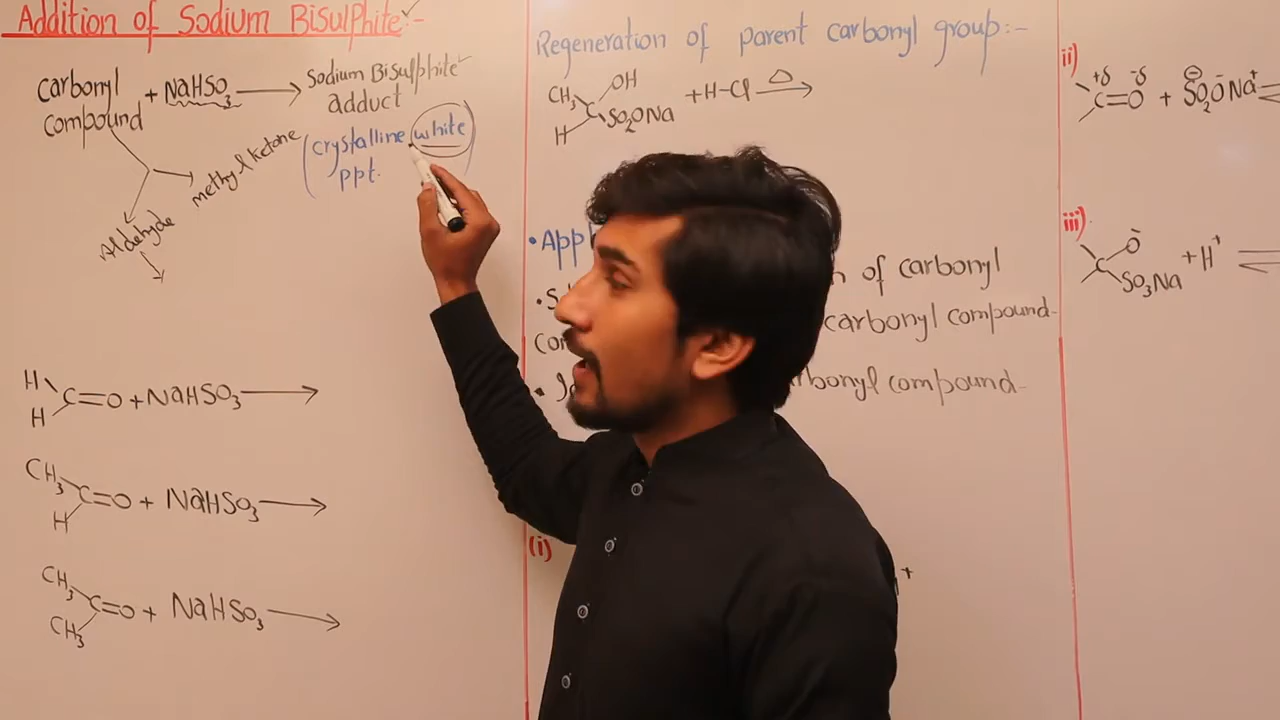 Addition of Sodium Bisulphite:-
carbonyl compound + NaHSO3 → Sodium Bisulphite adduct
(crystalline white ppt.)
methyl ketone
Aldehyde
H
H C=O + NaHSO3 →
CH3
H C=O + NaHSO3 →
CH3
CH3 C=O + NaHSO3 →
Regeneration of parent carbonyl group:-
CH3 OH
H C SO2ONa + H-Cl △→
• App
• S of carbonyl
carbonyl compound-
• carbonyl compound-
(i)
+
ii)
+δ -δ ⊖
C=O + SO2O⁻Na⁺ ⇌
iii)
O⁻
C SO3Na + H⁺ ⇌